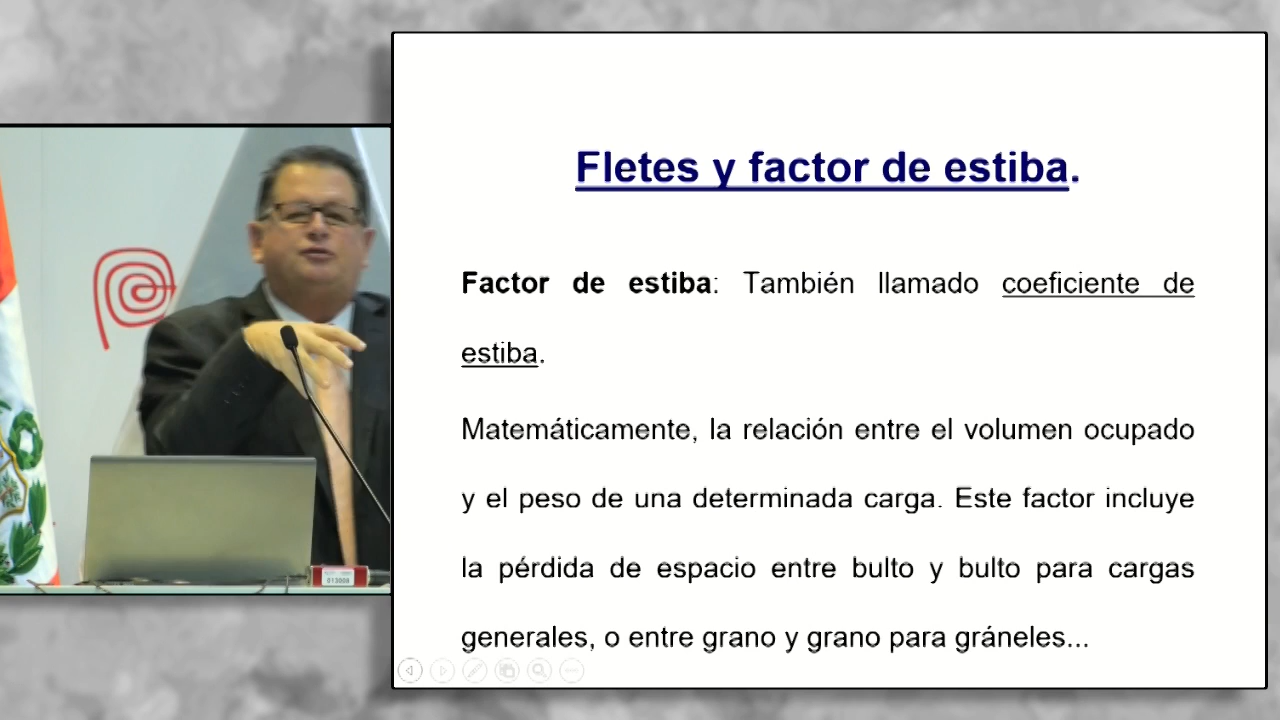 Fletes y factor de estiba.
Factor de estiba: También llamado coeficiente de
estiba.
Matemáticamente, la relación entre el volumen ocupado
y el peso de una determinada carga. Este factor incluye
la pérdida de espacio entre bulto y bulto para cargas
generales, o entre grano y grano para gráneles...